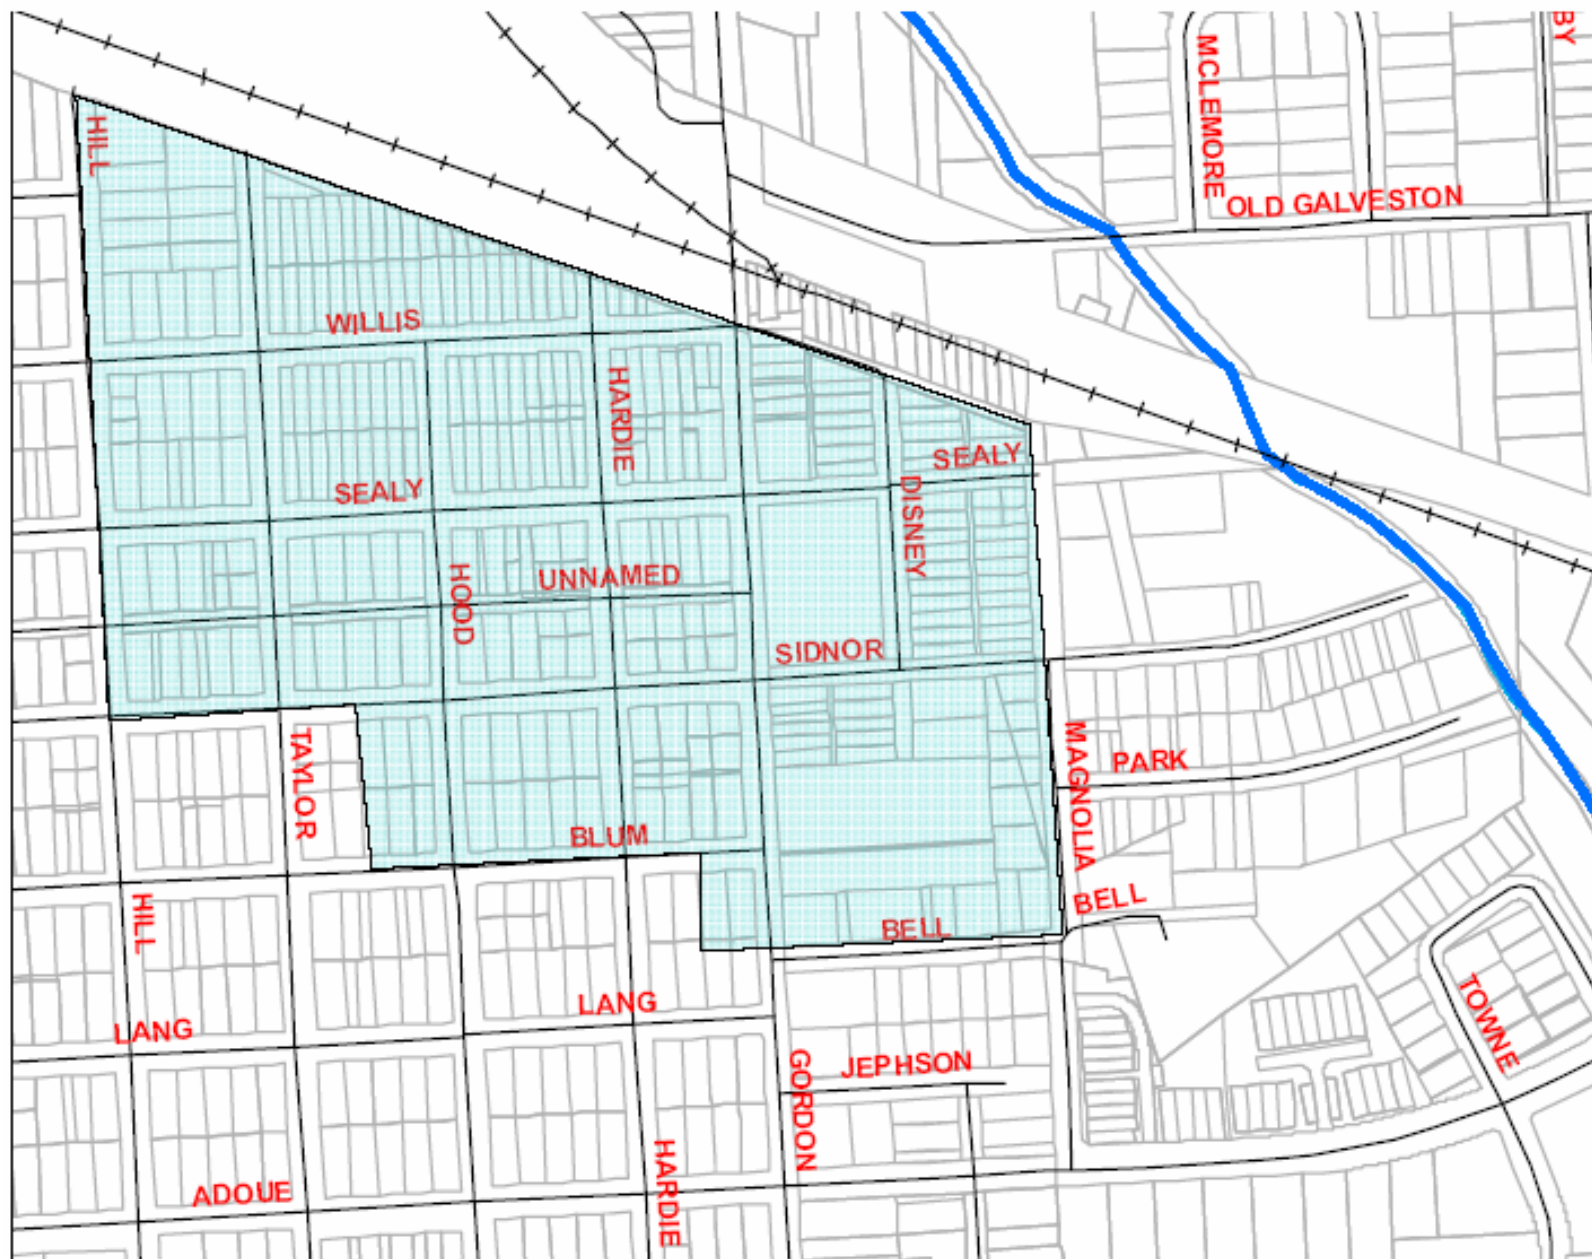 BY
MCLEMORE
OLD GALVESTON
HILL
WILLIS
HARDIE
SEALY
SEALY
DISNEY
HOOD
UNNAMED
SIDNOR
TAYLOR
MAGNOLIA
PARK
BLUM
HILL
BELL
BELL
LANG
LANG
TOWNE
GORDON
JEPHSON
HARDIE
ADOUE